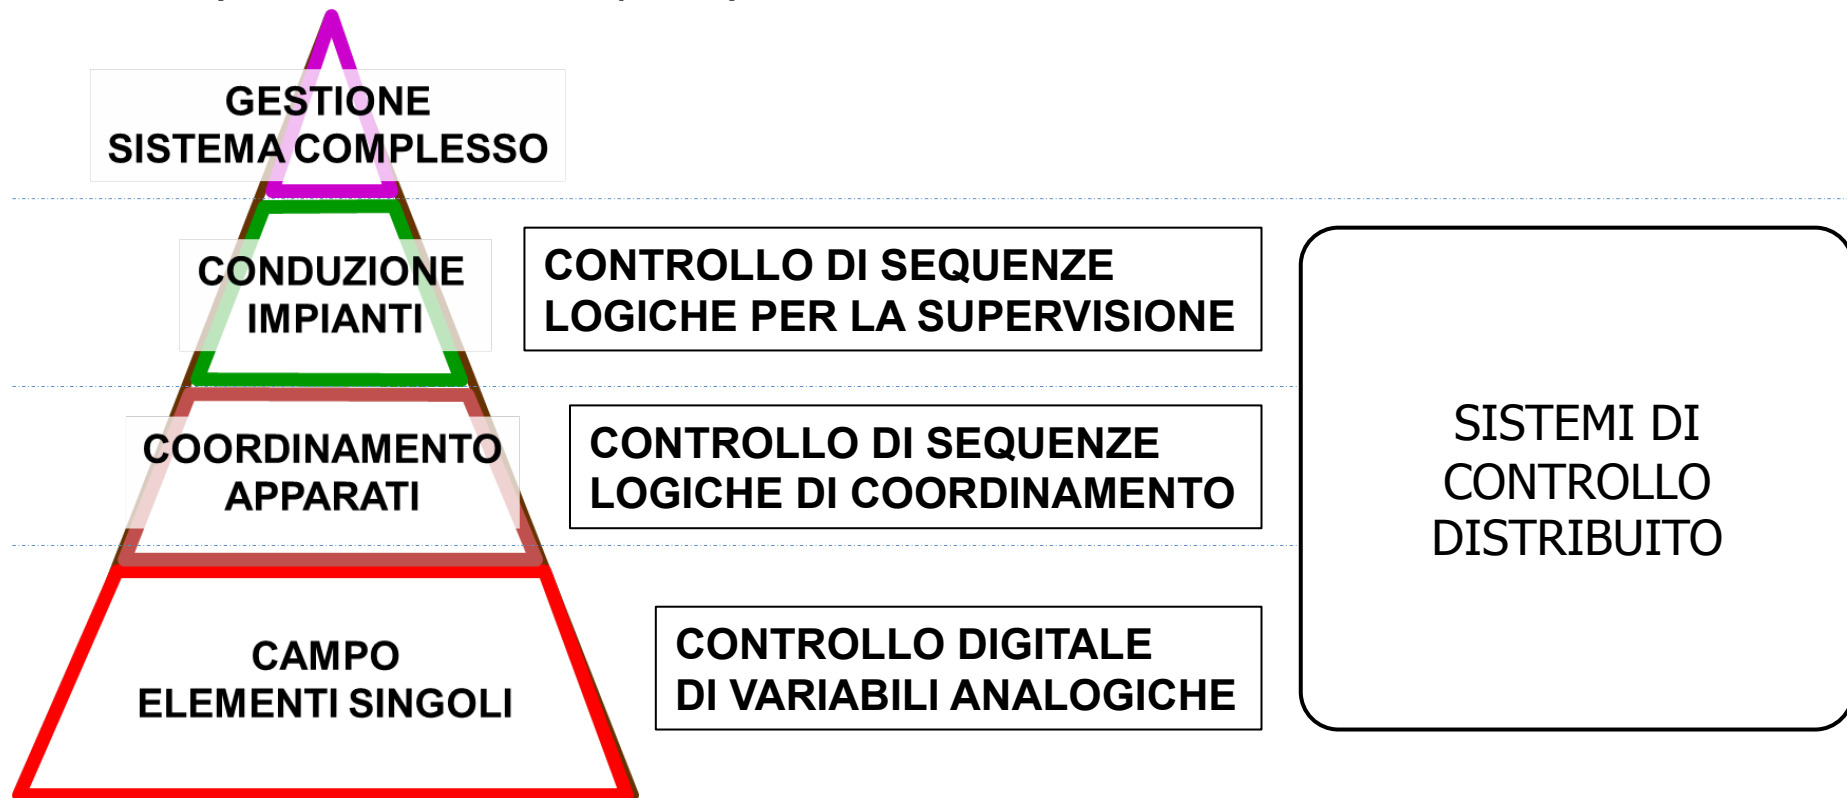 GESTIONE
SISTEMA COMPLESSO
CONDUZIONE
IMPIANTI
CONTROLLO DI SEQUENZE
LOGICHE PER LA SUPERVISIONE
COORDINAMENTO
APPARATI
CONTROLLO DI SEQUENZE
LOGICHE DI COORDINAMENTO
CAMPO
ELEMENTI SINGOLI
CONTROLLO DIGITALE
DI VARIABILI ANALOGICHE
SISTEMI DI
CONTROLLO
DISTRIBUITO